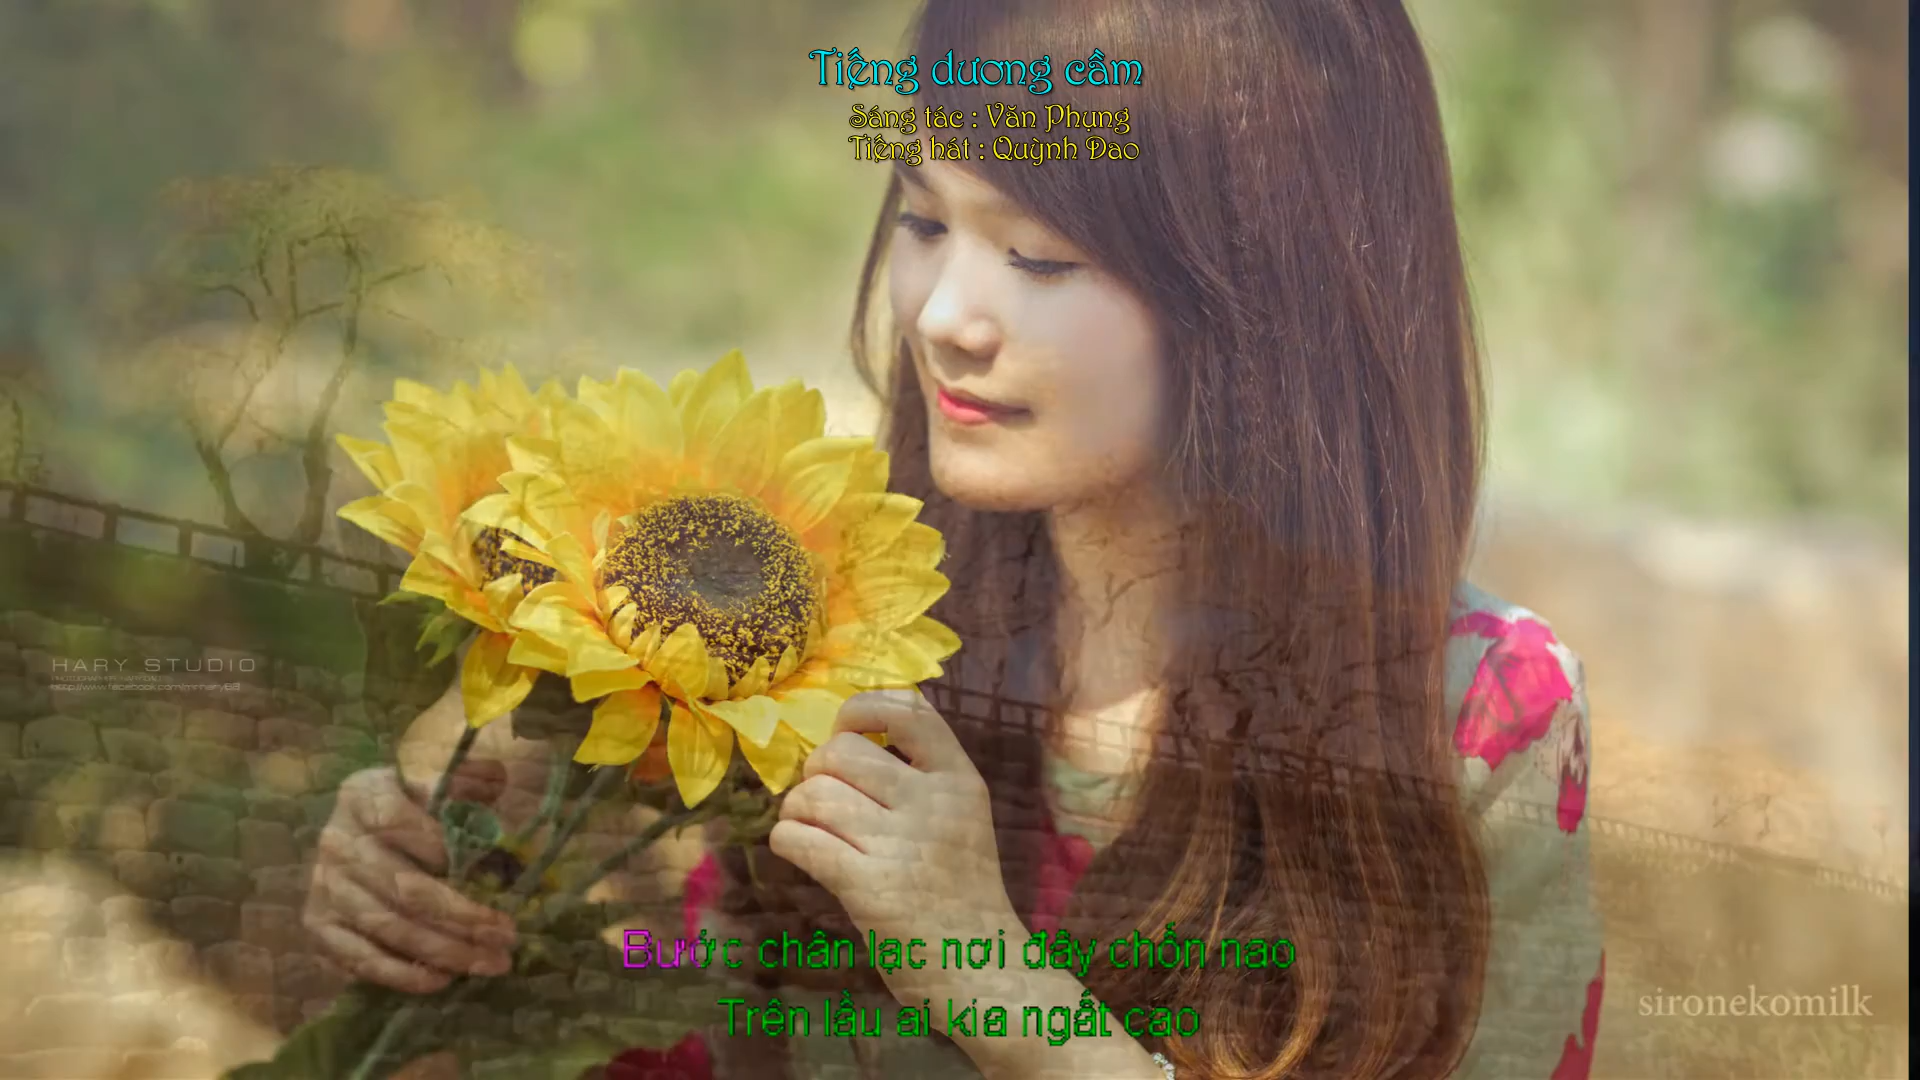 Tiếng dương cầm
Sáng tác : Văn Phụng
Tiếng hát : Quỳnh Dao
HARY STUDIO
Bước chân lạc nơi đây chốn nao
Trên lầu ai kia ngất cao
sironekomilk